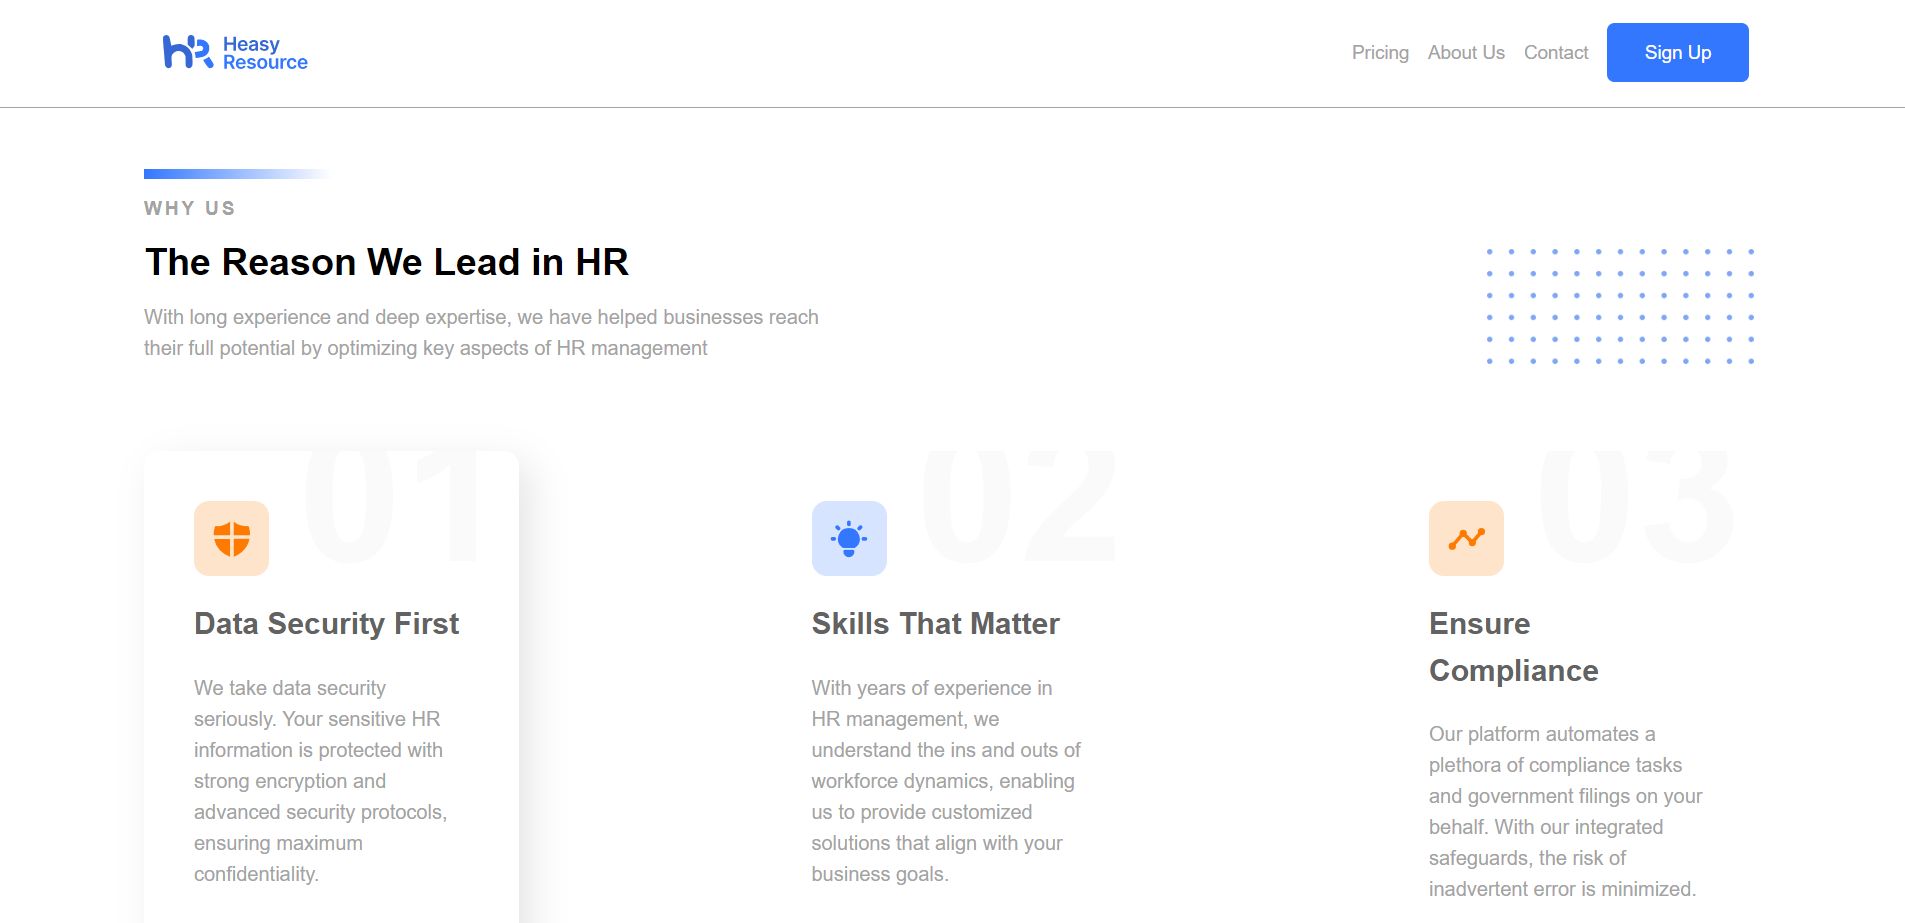 Heasy
Resource
Pricing About Us Contact Sign Up
WHY US
The Reason We Lead in HR
With long experience and deep expertise, we have helped businesses reach
their full potential by optimizing key aspects of HR management
01
Data Security First
We take data security
seriously. Your sensitive HR
information is protected with
strong encryption and
advanced security protocols,
ensuring maximum
confidentiality.
02
Skills That Matter
With years of experience in
HR management, we
understand the ins and outs of
workforce dynamics, enabling
us to provide customized
solutions that align with your
business goals.
03
Ensure
Compliance
Our platform automates a
plethora of compliance tasks
and government filings on your
behalf. With our integrated
safeguards, the risk of
inadvertent error is minimized.